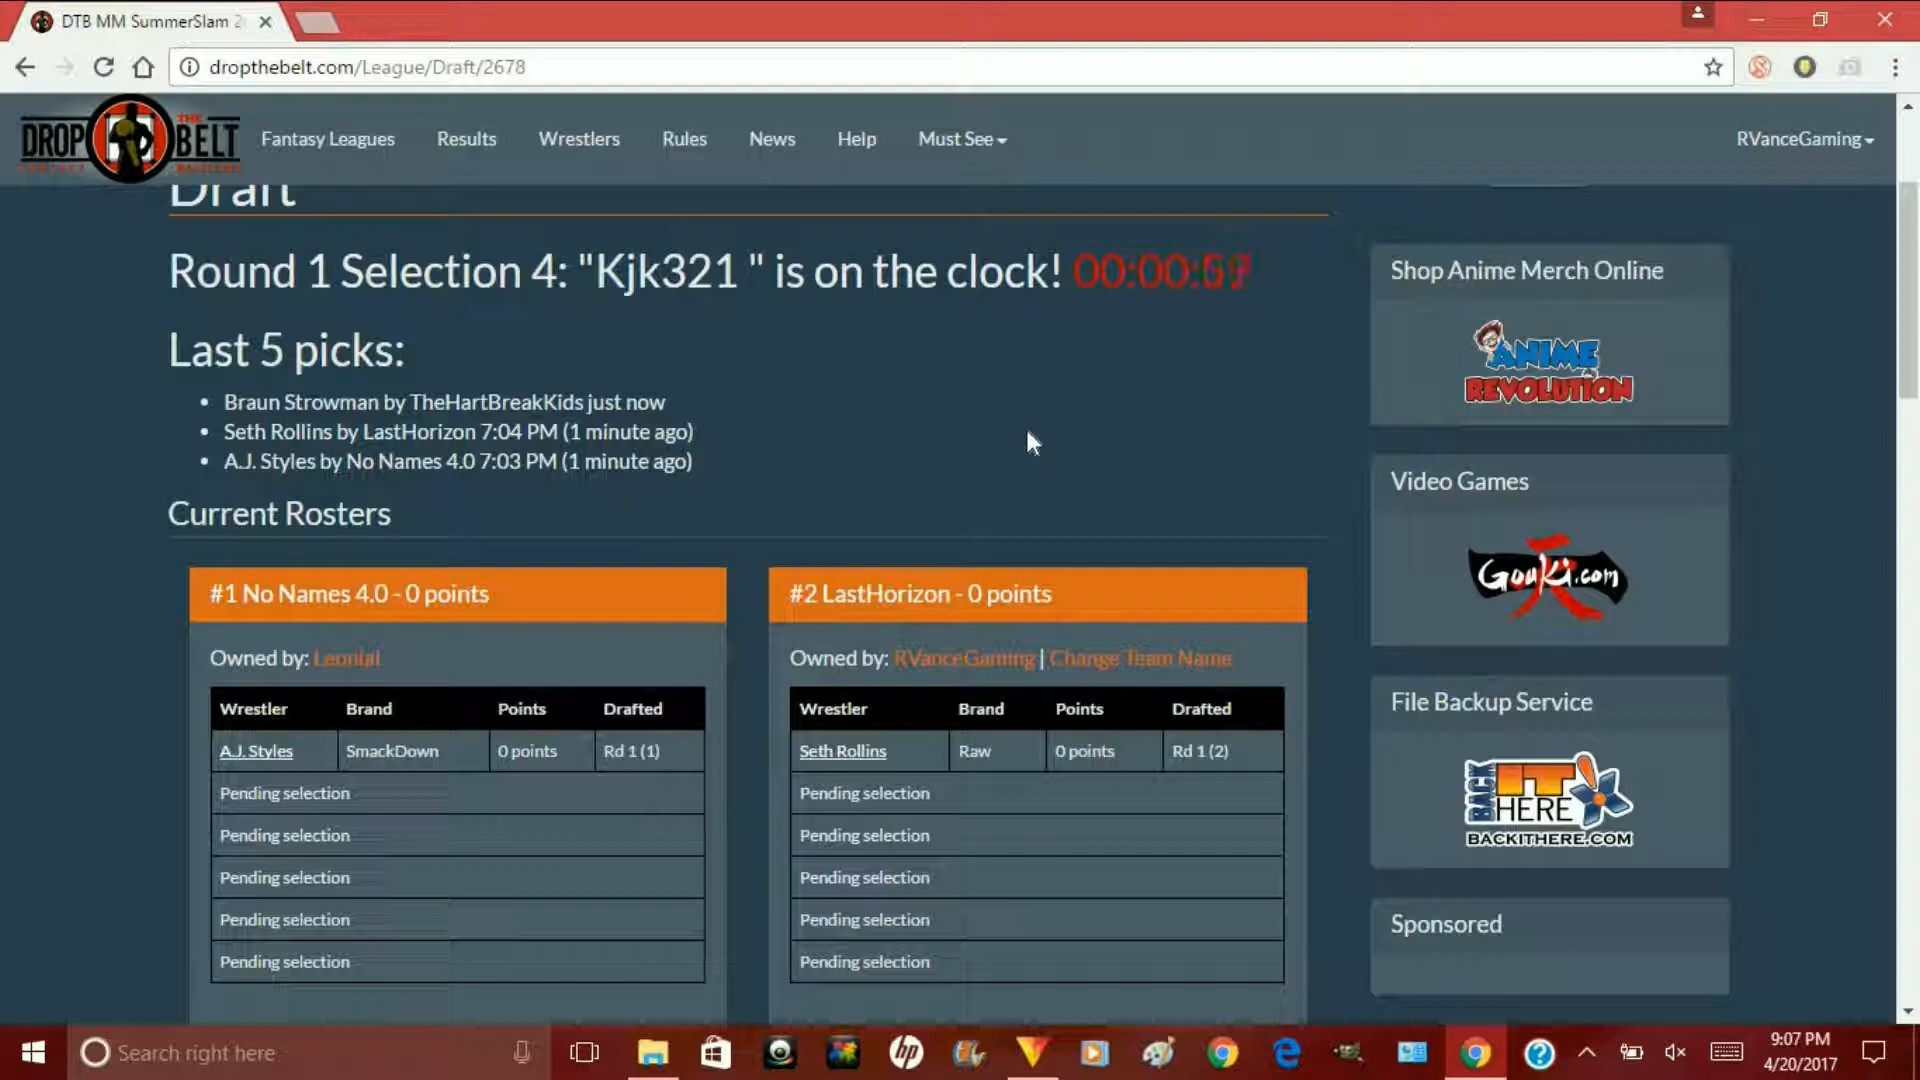 DTB MM SummerSlam 2
dropthebelt.com/League/Draft/2678
DROP THE BELT
Fantasy Leagues
Results
Wrestlers
Rules
News
Help
Must See
RVanceGaming
Draft
Round 1 Selection 4: "Kjk321 " is on the clock!
Last 5 picks:
• Braun Strowman by TheHartBreakKids just now
• Seth Rollins by LastHorizon 7:04 PM (1 minute ago)
• A.J. Styles by No Names 4.0 7:03 PM (1 minute ago)
Current Rosters
#1 No Names 4.0 - 0 points
Owned by: Leonial
Wrestler Brand Points Drafted
A.J. Styles SmackDown 0 points Rd 1 (1)
Pending selection
Pending selection
Pending selection
Pending selection
Pending selection
#2 LastHorizon - 0 points
Owned by: RVanceGaming | Change Team Name
Wrestler Brand Points Drafted
Seth Rollins Raw 0 points Rd 1 (2)
Pending selection
Pending selection
Pending selection
Pending selection
Pending selection
Shop Anime Merch Online
ANIME
REVOLUTION
Video Games
Gouki.com
File Backup Service
BACK IT HERE
BACKITHERE.COM
Sponsored
Search right here
hp
9:07 PM
4/20/2017